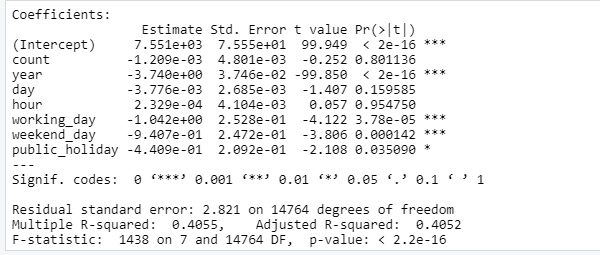 Coefficients:
                 Estimate Std. Error t value Pr(>|t|)
(Intercept)     7.551e+03  7.555e+01  99.949  < 2e-16 ***
count          -1.209e-03  4.801e-03  -0.252 0.801136
year           -3.740e+00  3.746e-02 -99.850  < 2e-16 ***
day            -3.776e-03  2.685e-03  -1.407 0.159585
hour            2.329e-04  4.104e-03   0.057 0.954750
working_day    -1.042e+00  2.528e-01  -4.122 3.78e-05 ***
weekend_day    -9.407e-01  2.472e-01  -3.806 0.000142 ***
public_holiday -4.409e-01  2.092e-01  -2.108 0.035090 *
---
Signif. codes:  0 ‘***’ 0.001 ‘**’ 0.01 ‘*’ 0.05 ‘.’ 0.1 ‘ ’ 1
Residual standard error: 2.821 on 14764 degrees of freedom
Multiple R-squared:  0.4055,    Adjusted R-squared:  0.4052
F-statistic:  1438 on 7 and 14764 DF,  p-value: < 2.2e-16